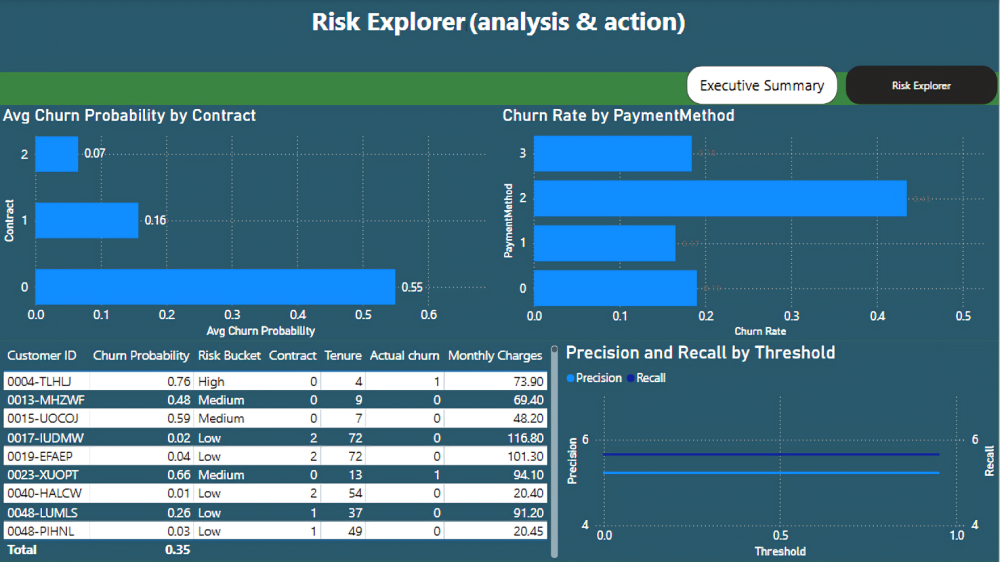 Risk Explorer (analysis & action)
Executive Summary
Risk Explorer
Avg Churn Probability by Contract
Contract
2
0.07
1
0.16
0
0.55
0.0 0.1 0.2 0.3 0.4 0.5 0.6
Avg Churn Probability
Churn Rate by PaymentMethod
PaymentMethod
3
2
1
0
0.0 0.1 0.2 0.3 0.4 0.5
Churn Rate
Customer ID Churn Probability Risk Bucket Contract Tenure Actual churn Monthly Charges
0004-TLHLJ 0.76 High 0 4 1 73.90
0013-MHZWF 0.48 Medium 0 9 0 69.40
0015-UOCOJ 0.59 Medium 0 7 0 48.20
0017-IUDMW 0.02 Low 2 72 0 116.80
0019-EFAEP 0.04 Low 2 72 0 101.30
0023-XUOPT 0.66 Medium 0 13 1 94.10
0040-HALCW 0.01 Low 2 54 0 20.40
0048-LUMLS 0.26 Low 1 37 0 91.20
0048-PIHNL 0.03 Low 1 49 0 20.45
Total 0.35
Precision and Recall by Threshold
Precision Recall
Precision
6
4
6
4
Recall
0.0 0.5 1.0
Threshold